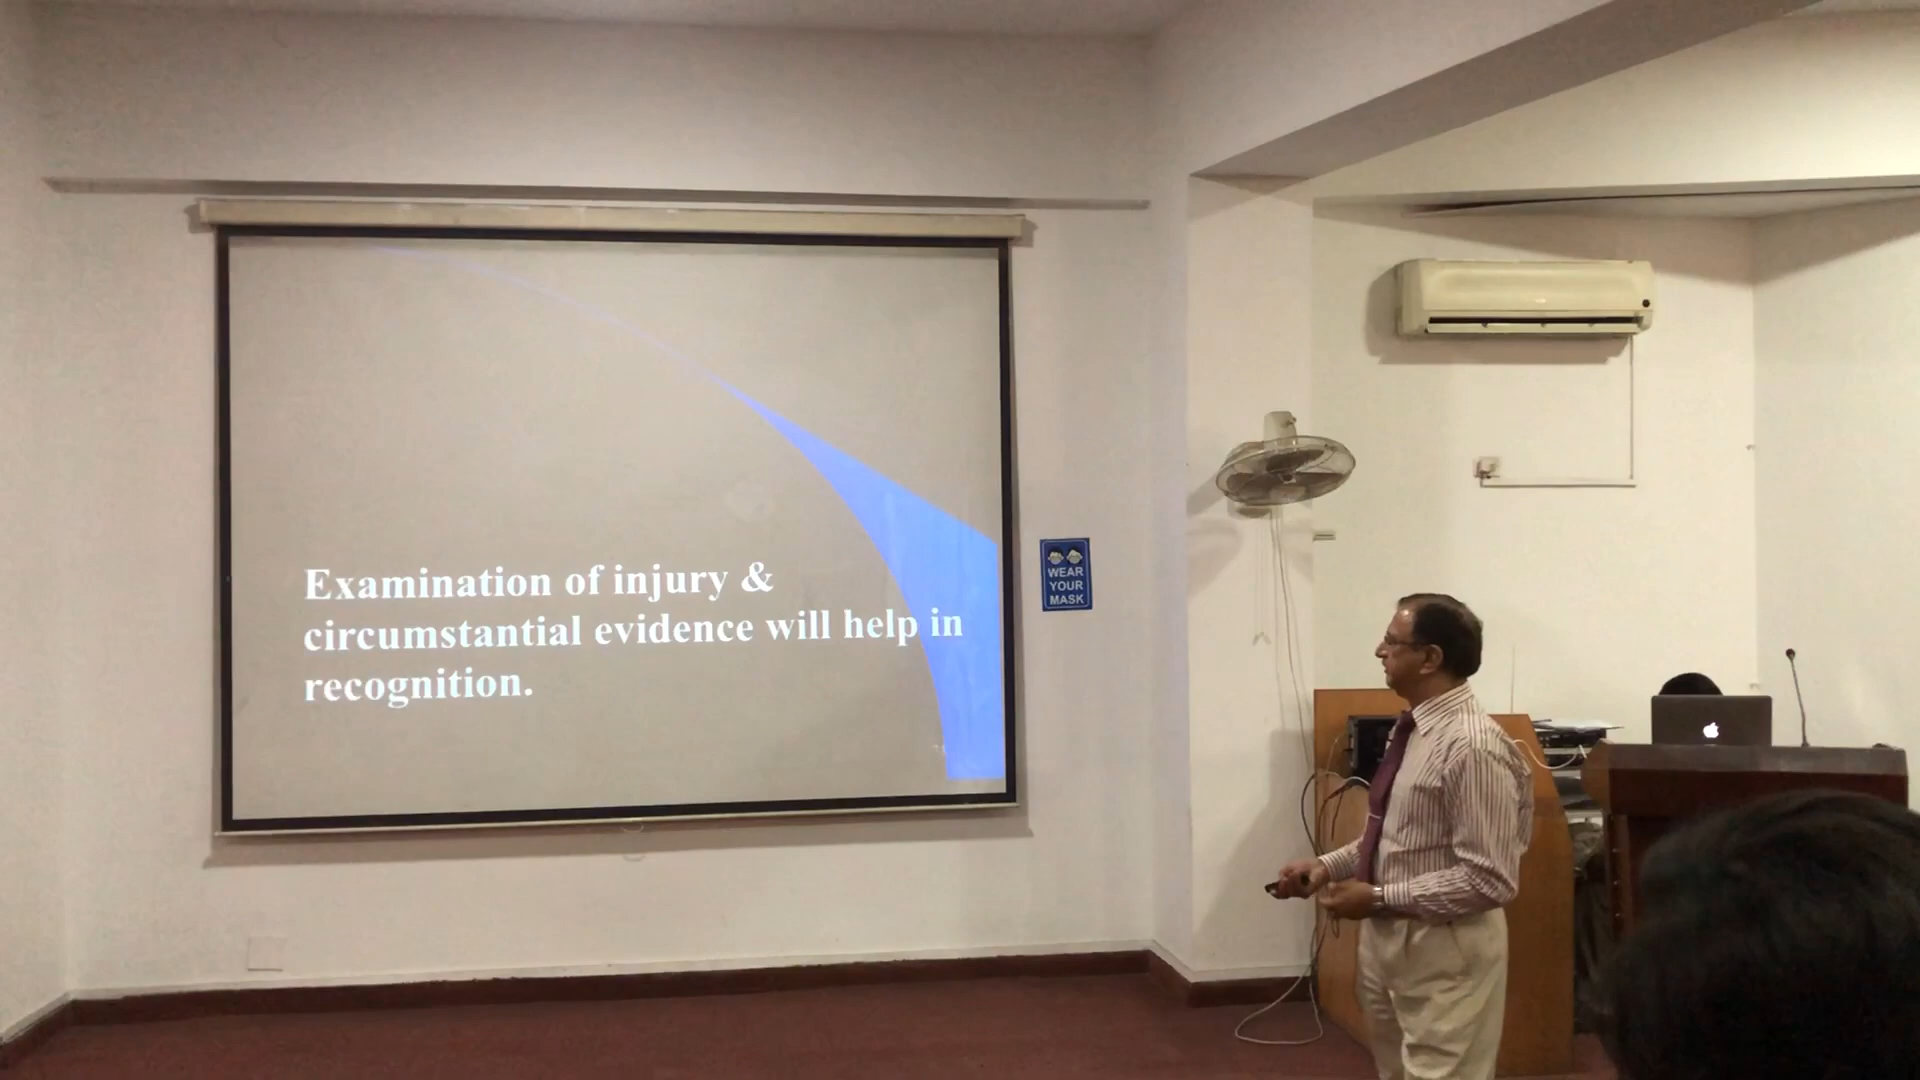 Examination of injury &
circumstantial evidence will help in
recognition.
WEAR
YOUR
MASK